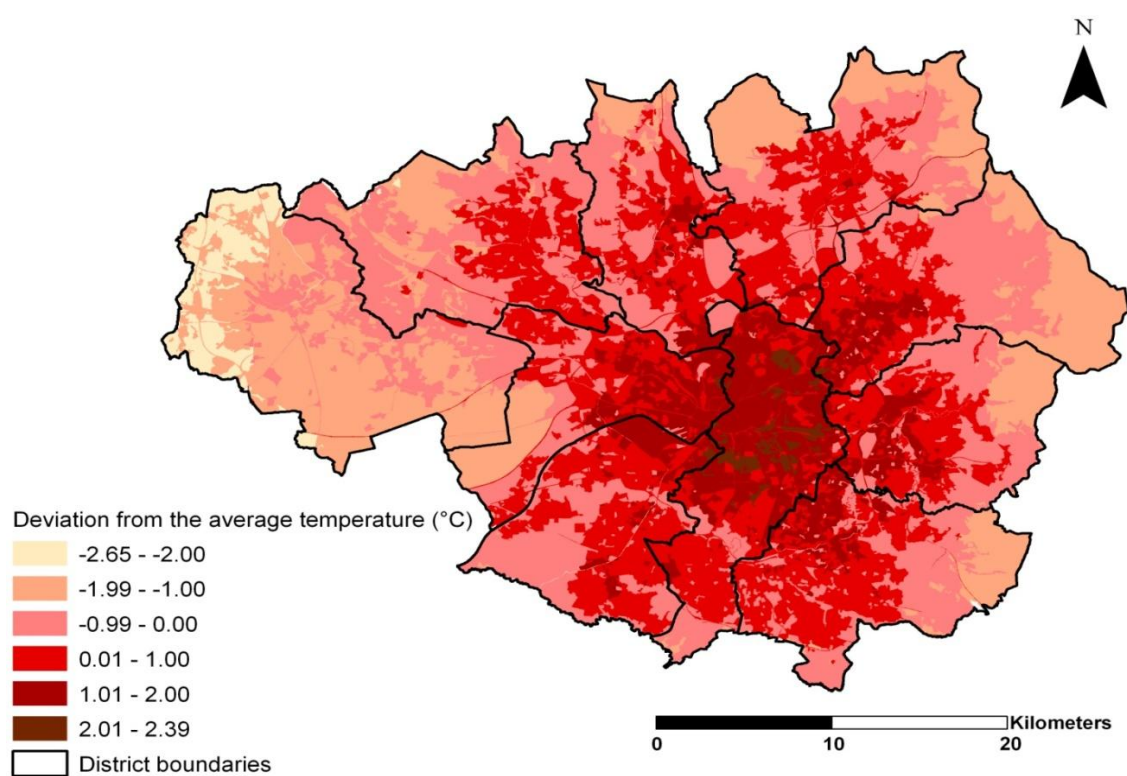 N
Deviation from the average temperature (°C)
-2.65 - -2.00
-1.99 - -1.00
-0.99 - 0.00
0.01 - 1.00
1.01 - 2.00
2.01 - 2.39
District boundaries
Kilometers
0 10 20